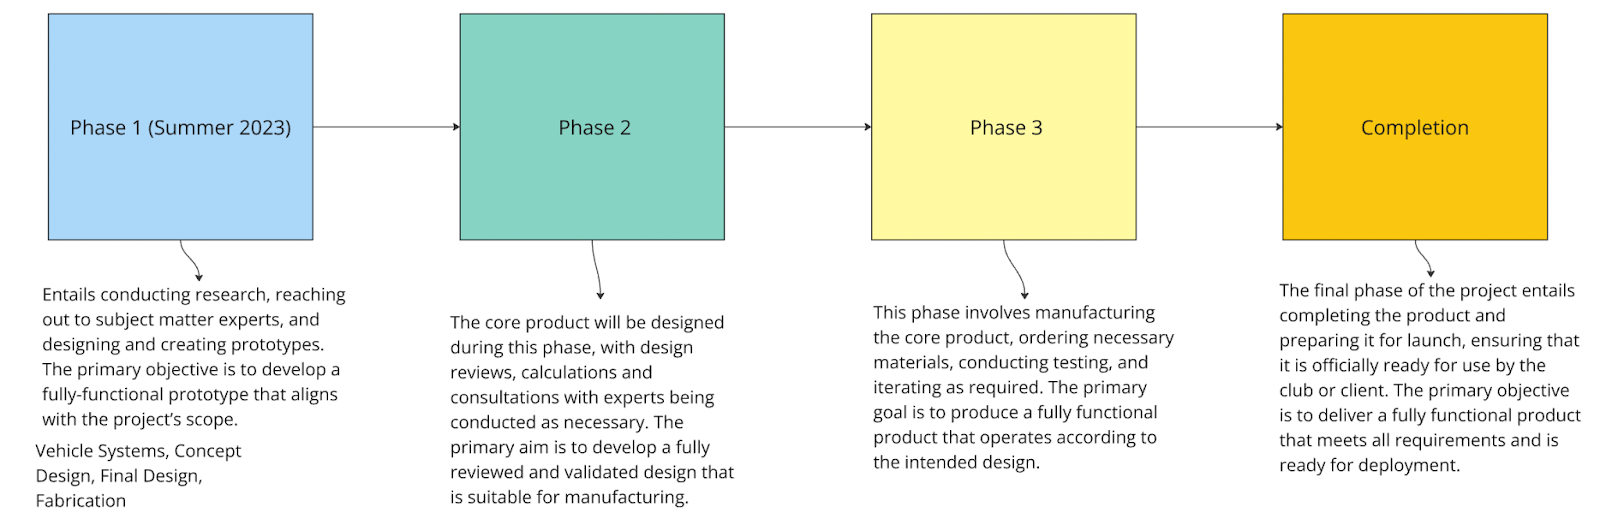 Phase 1 (Summer 2023)
Phase 2
Phase 3
Completion
Entails conducting research, reaching
out to subject matter experts, and
designing and creating prototypes.
The primary objective is to develop a
fully-functional prototype that aligns
with the project’s scope.
Vehicle Systems, Concept
Design, Final Design,
Fabrication
The core product will be designed
during this phase, with design
reviews, calculations and
consultations with experts being
conducted as necessary. The
primary aim is to develop a fully
reviewed and validated design that
is suitable for manufacturing.
This phase involves manufacturing
the core product, ordering necessary
materials, conducting testing, and
iterating as required. The primary
goal is to produce a fully functional
product that operates according to
the intended design.
The final phase of the project entails
completing the product and
preparing it for launch, ensuring that
it is officially ready for use by the
club or client. The primary objective
is to deliver a fully functional product
that meets all requirements and is
ready for deployment.